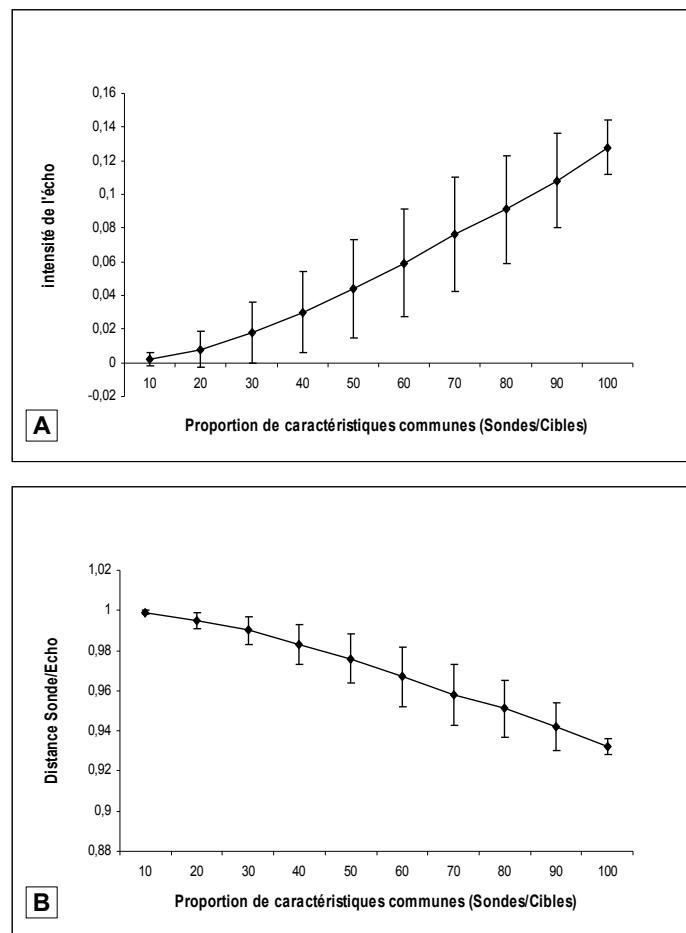 0,16
0,14
0,12
0,1
0,08
0,06
0,04
0,02
0
-0,02
intensité de l'écho
10 20 30 40 50 60 70 80 90 100
Proportion de caractéristiques communes (Sondes/Cibles)
A
1,02
1
0,98
0,96
0,94
0,92
0,9
0,88
Distance Sonde/Echo
10 20 30 40 50 60 70 80 90 100
Proportion de caractéristiques communes (Sondes/Cibles)
B